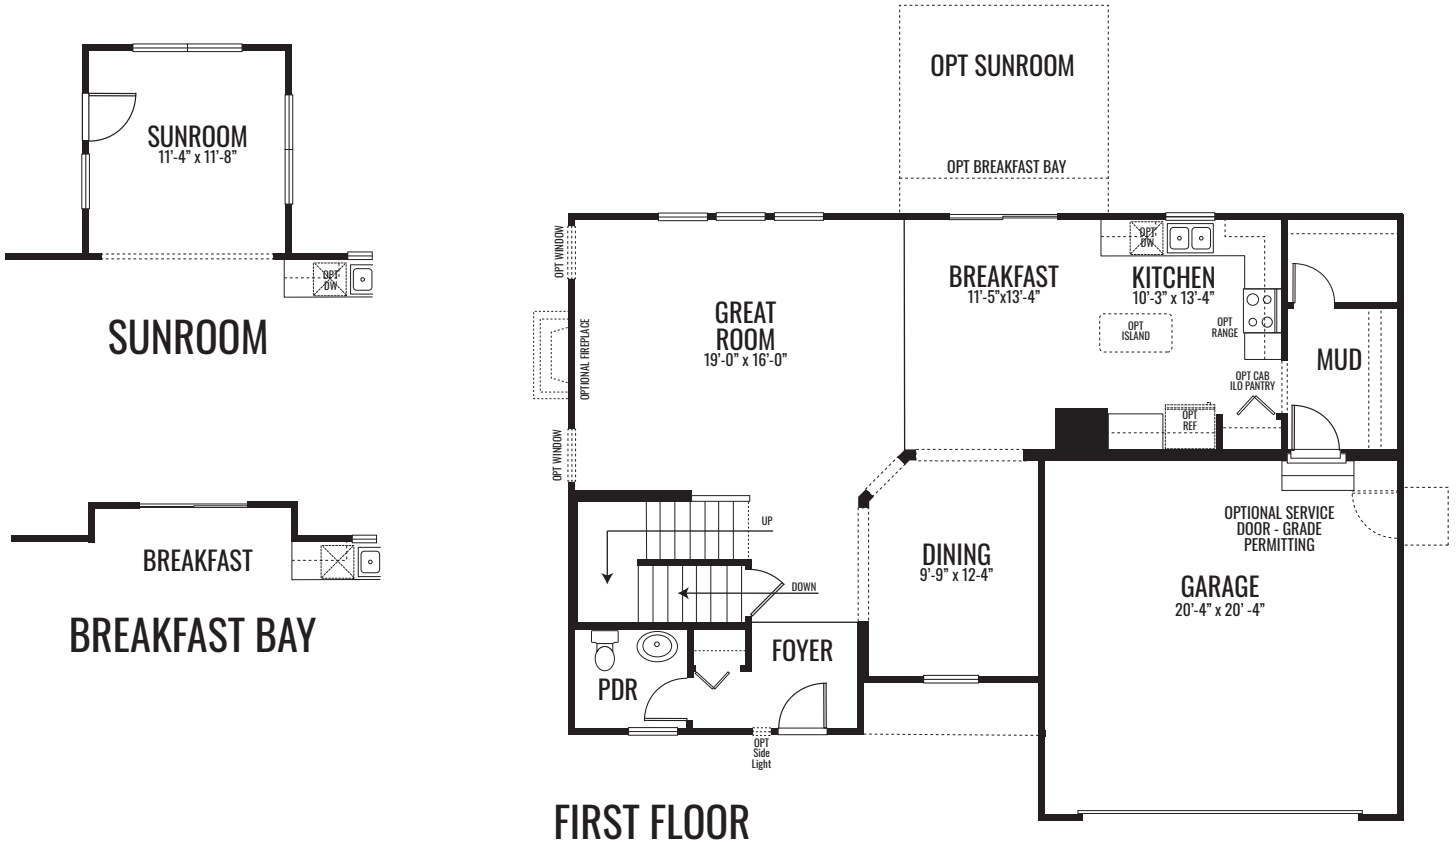 SUNROOM
11'-4" x 11'-8"
OPT
DW
SUNROOM
BREAKFAST
BREAKFAST BAY
OPT SUNROOM
OPT BREAKFAST BAY
OPT WINDOW
OPTIONAL FIREPLACE
OPT WINDOW
GREAT
ROOM
19'-0" x 16'-0"
BREAKFAST
11'-5"x13'-4"
OPT
DW
KITCHEN
10'-3" x 13'-4"
OPT
ISLAND
OPT
RANGE
OPT CAB
ILO PANTRY
OPT
REF
MUD
UP
DOWN
DINING
9'-9" x 12-4"
OPTIONAL SERVICE
DOOR - GRADE
PERMITTING
GARAGE
20'-4" x 20' -4"
FOYER
PDR
OPT
Side
Light
FIRST FLOOR